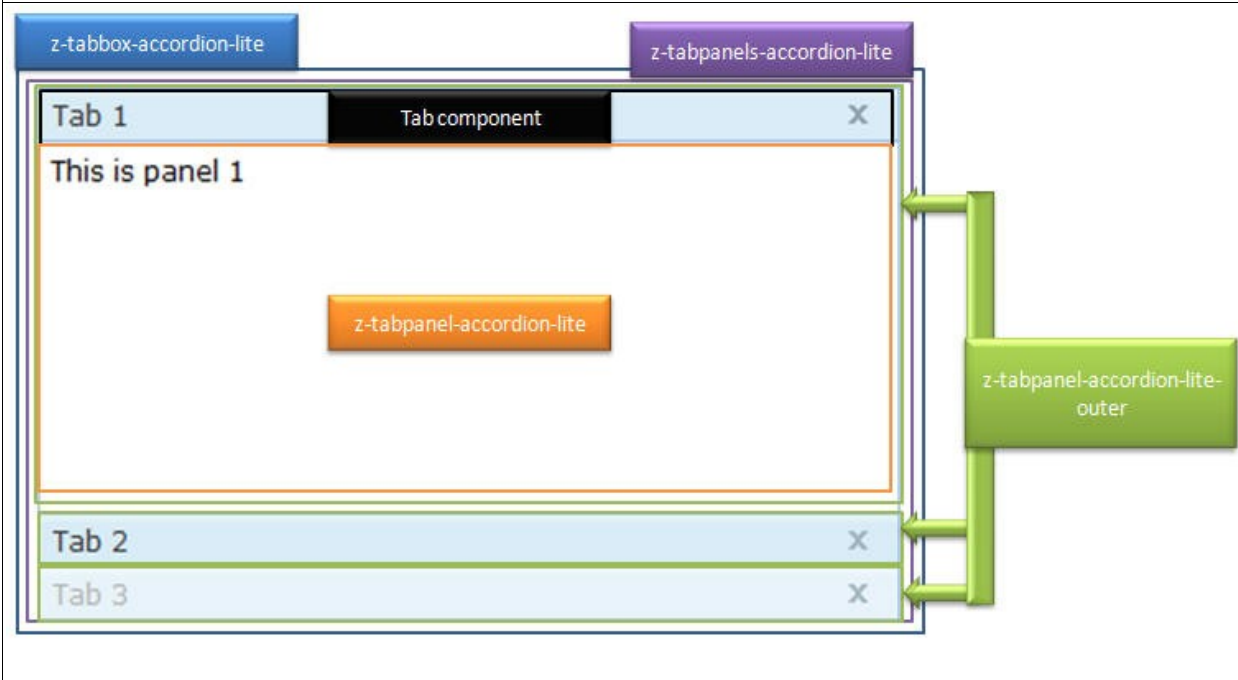 z-tabbox-accordion-lite
z-tabpanels-accordion-lite
Tab 1
Tab component
x
This is panel 1
z-tabpanel-accordion-lite
z-tabpanel-accordion-lite-
outer
Tab 2
x
Tab 3
x